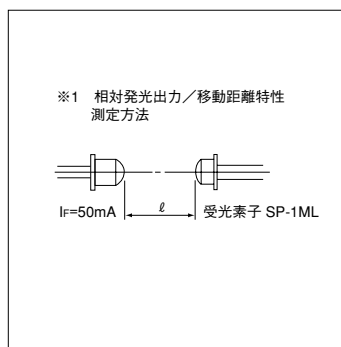 ※1 相対発光出力／移動距離特性
測定方法
IF=50mA
ℓ
受光素子 SP-1ML